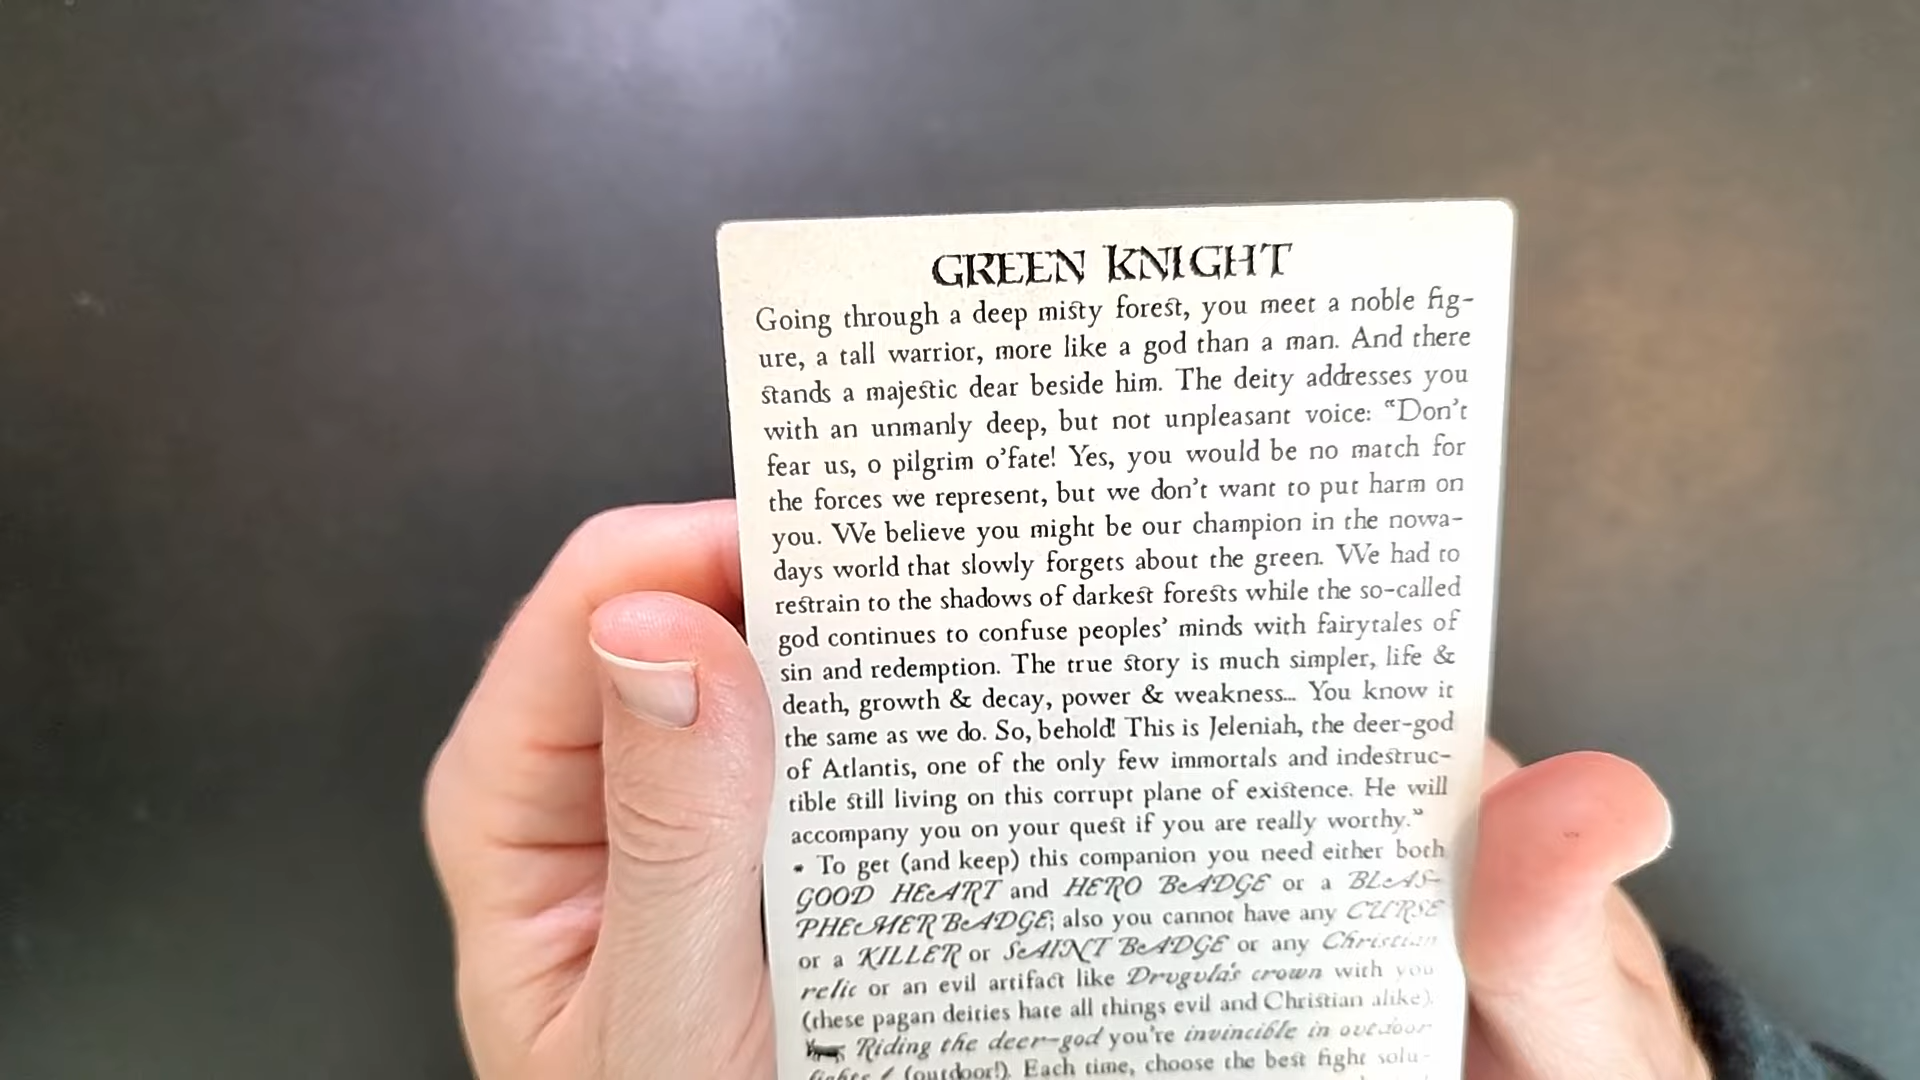 GREEN KNIGHT
Going through a deep misty forest, you meet a noble fig-
ure, a tall warrior, more like a god than a man. And there
stands a majestic dear beside him. The deity addresses you
with an unmanly deep, but not unpleasant voice: “Don’t
fear us, o pilgrim o’fate! Yes, you would be no match for
the forces we represent, but we don’t want to put harm on
you. We believe you might be our champion in the nowa-
days world that slowly forgets about the green. We had to
restrain to the shadows of darkest forests while the so-called
god continues to confuse peoples’ minds with fairytales of
sin and redemption. The true story is much simpler, life &
death, growth & decay, power & weakness... You know it
the same as we do. So, behold! This is Jeleniah, the deer-god
of Atlantis, one of the only few immortals and indestruc-
tible still living on this corrupt plane of existence. He will
accompany you on your quest if you are really worthy.”
• To get (and keep) this companion you need either both
GOOD HEART and HERO BADGE or a BLAS-
PHEMER BADGE; also you cannot have any CURSE
or a KILLER or SAINT BADGE or any Christian
relic or an evil artifact like Drugula's crown with you
(these pagan deities hate all things evil and Christian alike).
Riding the deer-god you're invincible in outdoor
fights! (outdoor!). Each time, choose the best fight solu-